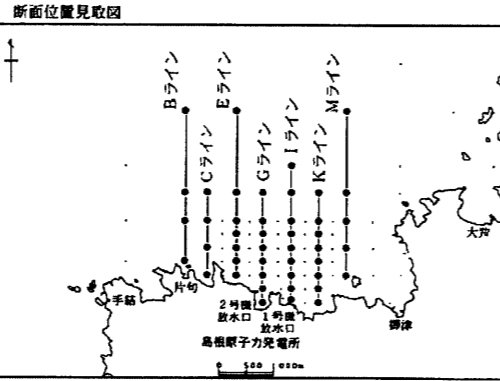 断面位置見取図
Bライン
Cライン
Eライン
Gライン
Iライン
Kライン
Mライン
大芦
手結
片句
2号機
放水口
1号機
放水口
御津
島根原子力発電所
0 500 1000m